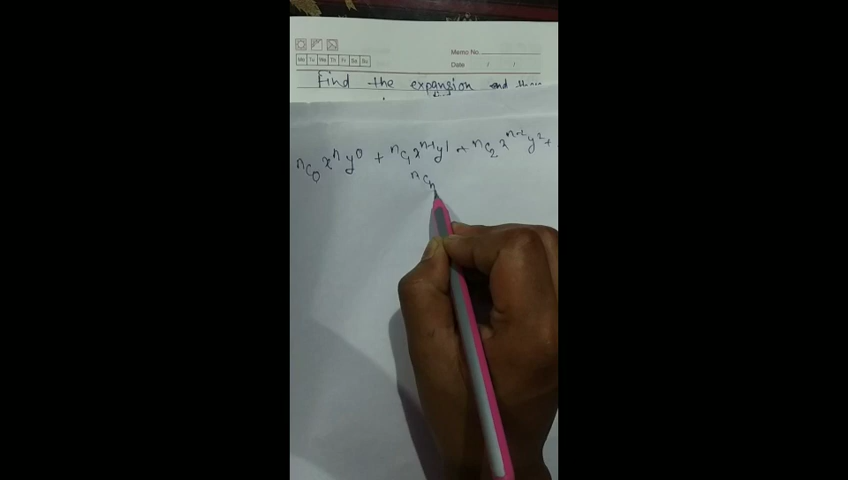 Memo No.
Mo Tu We Th Fr Sa Su
Date / /
Find the expansion and
ⁿC₀ xⁿ y⁰ + ⁿC₁ xⁿ⁻¹ y¹ + ⁿC₂ xⁿ⁻² y² +
ⁿCₙ